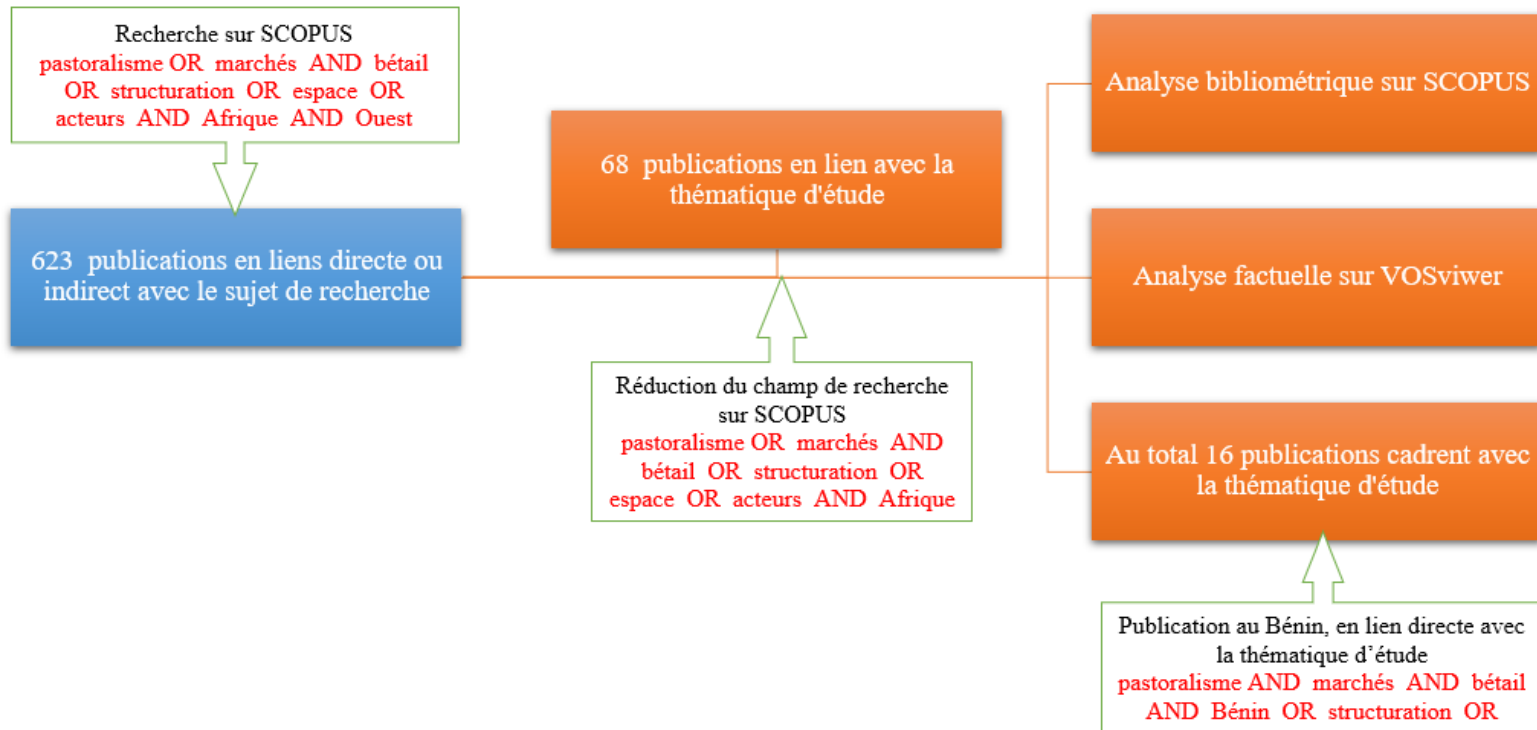 Recherche sur SCOPUS
pastoralisme OR marchés AND bétail
OR structuration OR espace OR
acteurs AND Afrique AND Ouest
623 publications en liens directe ou
indirect avec le sujet de recherche
68 publications en lien avec la
thématique d'étude
Réduction du champ de recherche
sur SCOPUS
pastoralisme OR marchés AND
bétail OR structuration OR
espace OR acteurs AND Afrique
Analyse bibliométrique sur SCOPUS
Analyse factuelle sur VOSviwer
Au total 16 publications cadrent avec
la thématique d'étude
Publication au Bénin, en lien directe avec
la thématique d’étude
pastoralisme AND marchés AND bétail
AND Bénin OR structuration OR